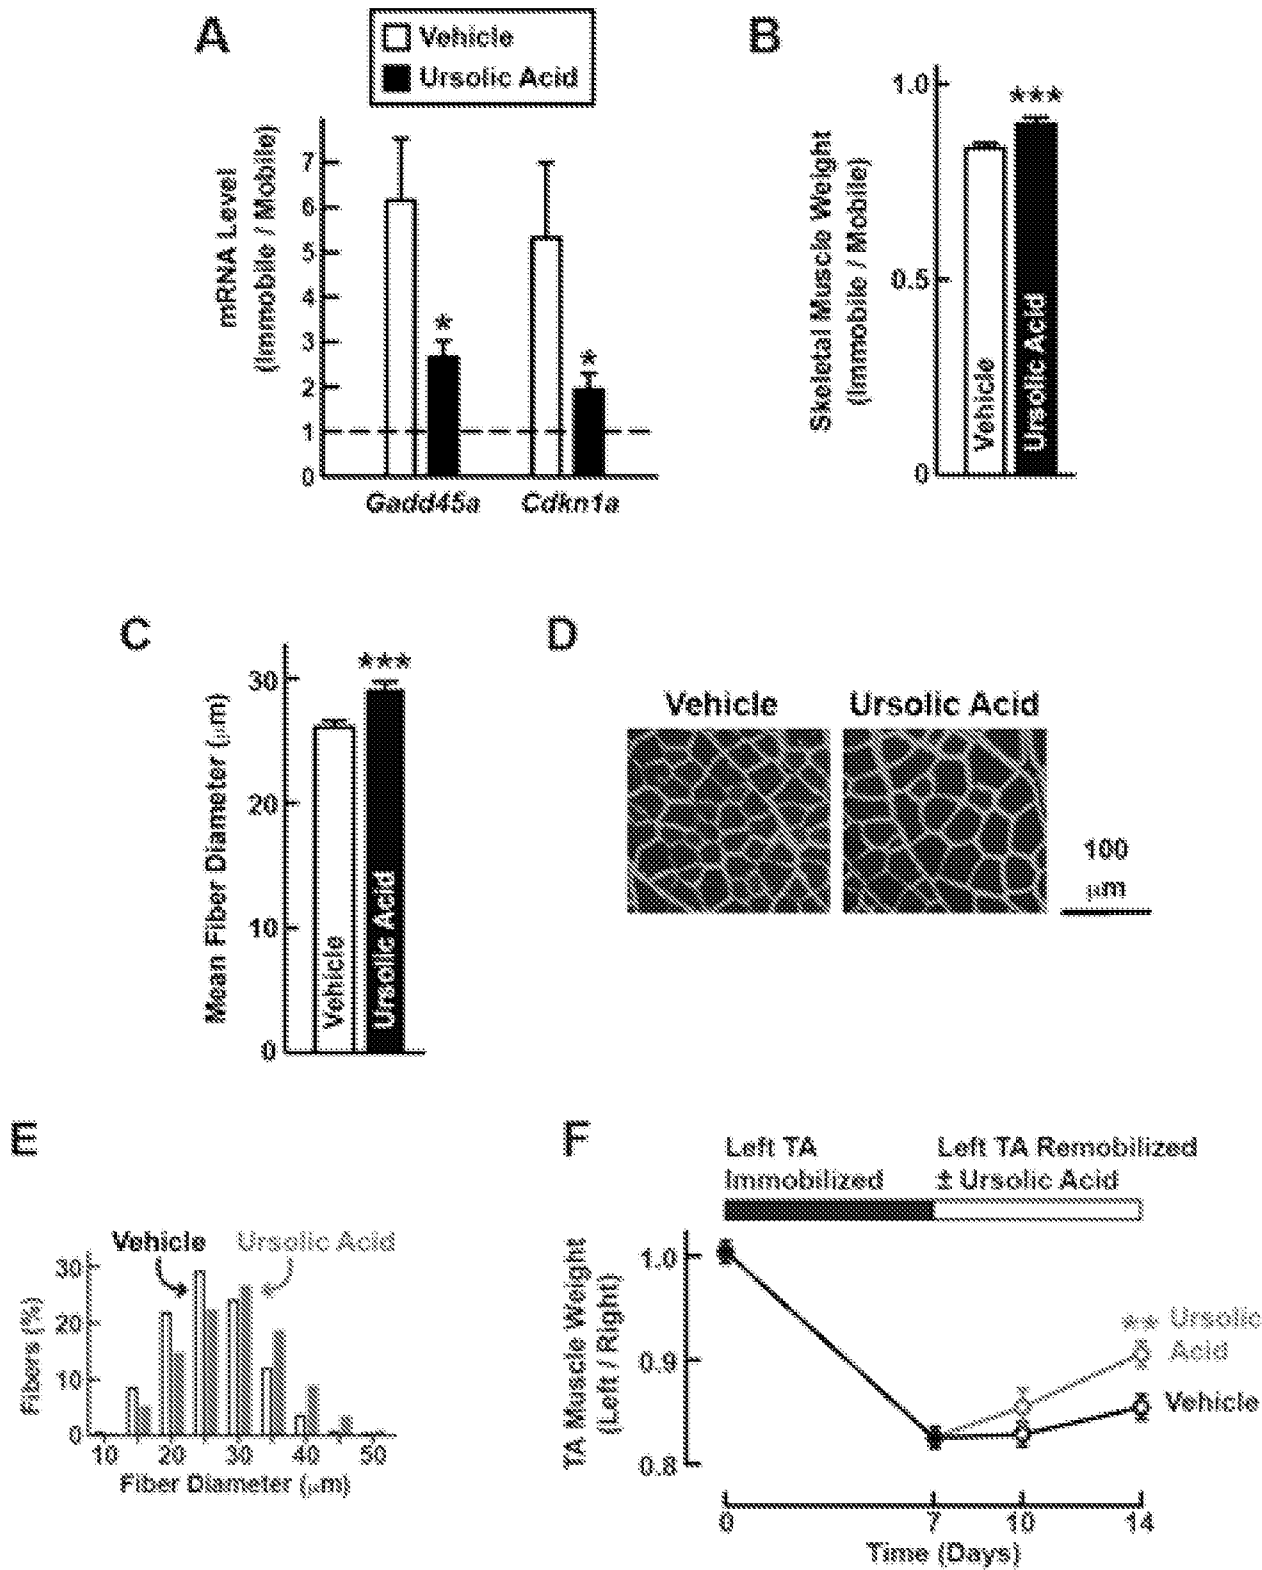 A
Vehicle
Ursolic Acid
mRNA Level
(Immobile / Mobile)
7
6
5
4
3
2
1
0
*
*
Gadd45a
Cdkn1a
B
Skeletal Muscle Weight
(Immobile / Mobile)
1.0
0.5
0
***
Vehicle
Ursolic Acid
C
Mean Fiber Diameter (μm)
30
20
10
0
***
Vehicle
Ursolic Acid
D
Vehicle
Ursolic Acid
100
μm
E
Vehicle
Ursolic Acid
Fibers (%)
30
20
10
0
10 20 30 40 50
Fiber Diameter (μm)
F
Left TA
Immobilized
Left TA Remobilized
± Ursolic Acid
TA Muscle Weight
(Left / Right)
1.0
0.9
0.8
** Ursolic
Acid
Vehicle
0 7 10 14
Time (Days)